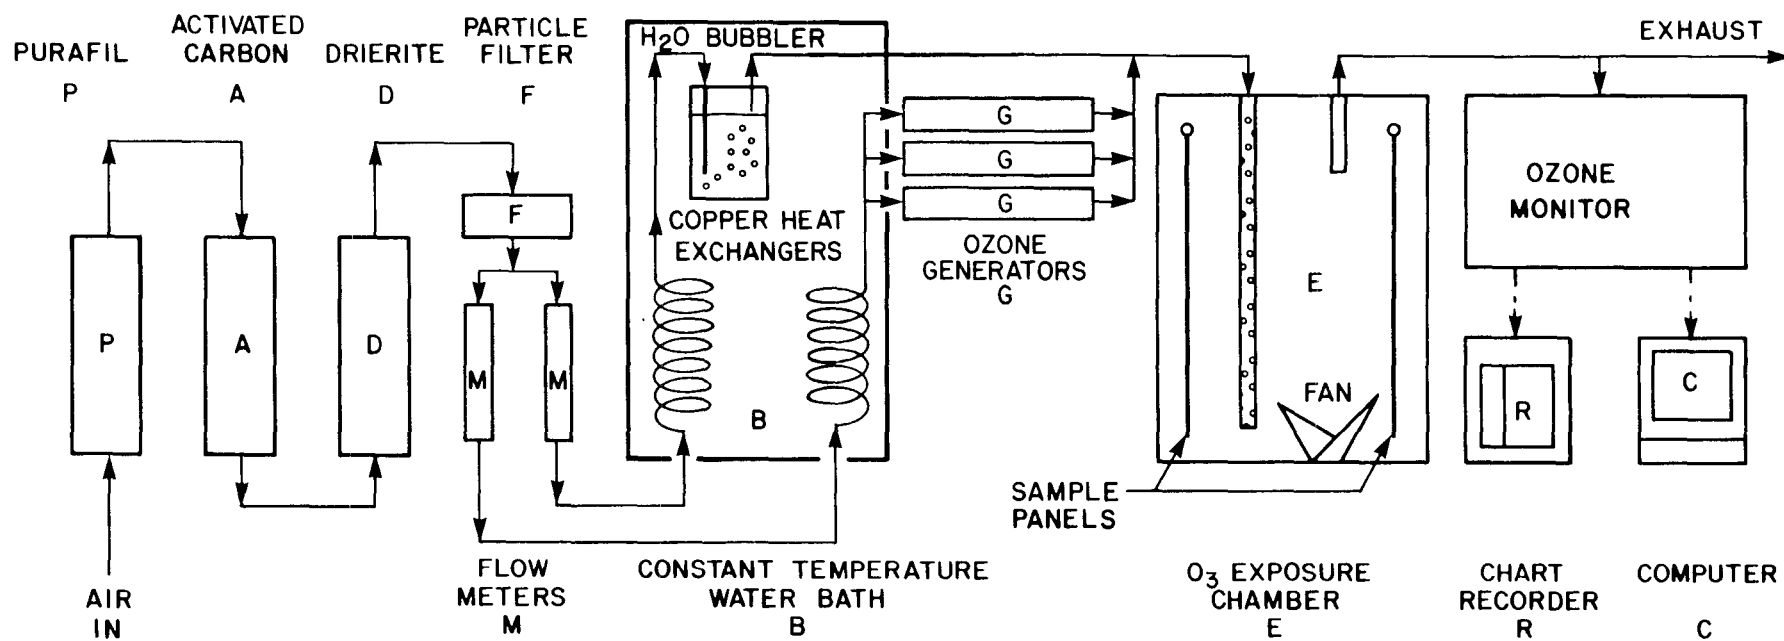 PURAFIL
P
ACTIVATED
CARBON
A
DRIERITE
D
PARTICLE
FILTER
F
H₂O BUBBLER
EXHAUST
G
G
G
F
COPPER HEAT
EXCHANGERS
OZONE
GENERATORS
G
OZONE
MONITOR
P
A
D
M
M
B
E
FAN
R
C
SAMPLE
PANELS
AIR
IN
FLOW
METERS
M
CONSTANT TEMPERATURE
WATER BATH
B
O₃ EXPOSURE
CHAMBER
E
CHART
RECORDER
R
COMPUTER
C